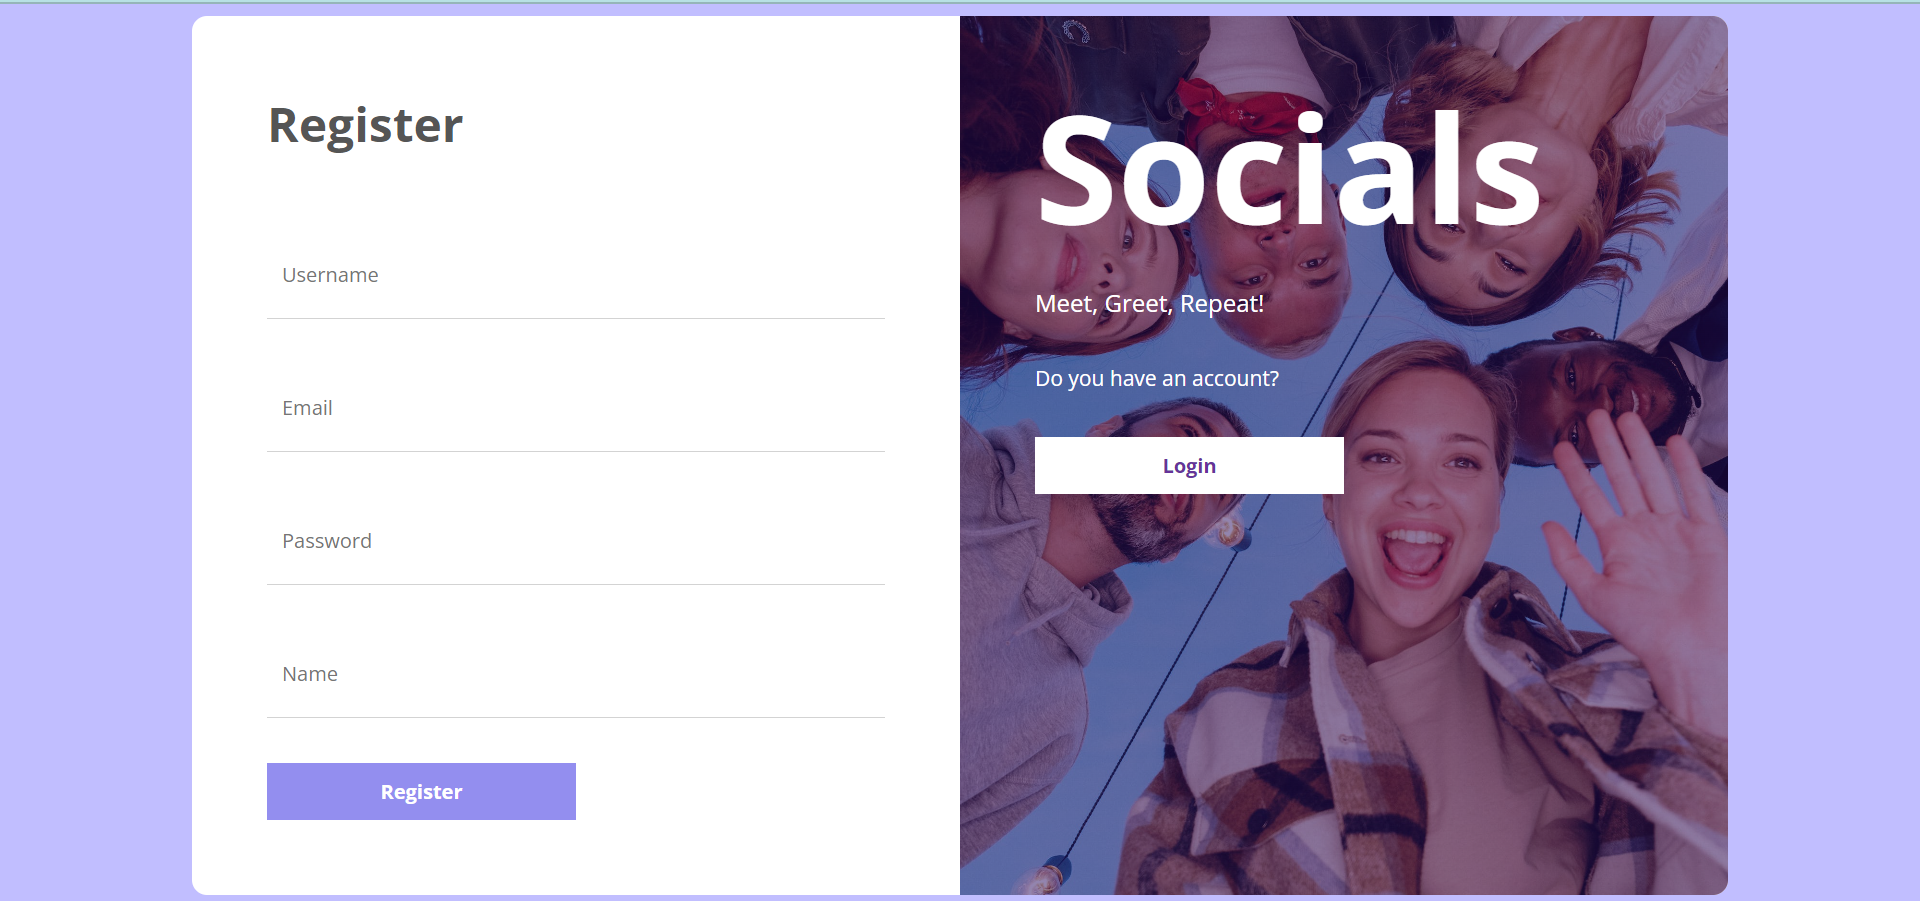 Register
Username
Email
Password
Name
Register
Socials
Meet, Greet, Repeat!
Do you have an account?
Login